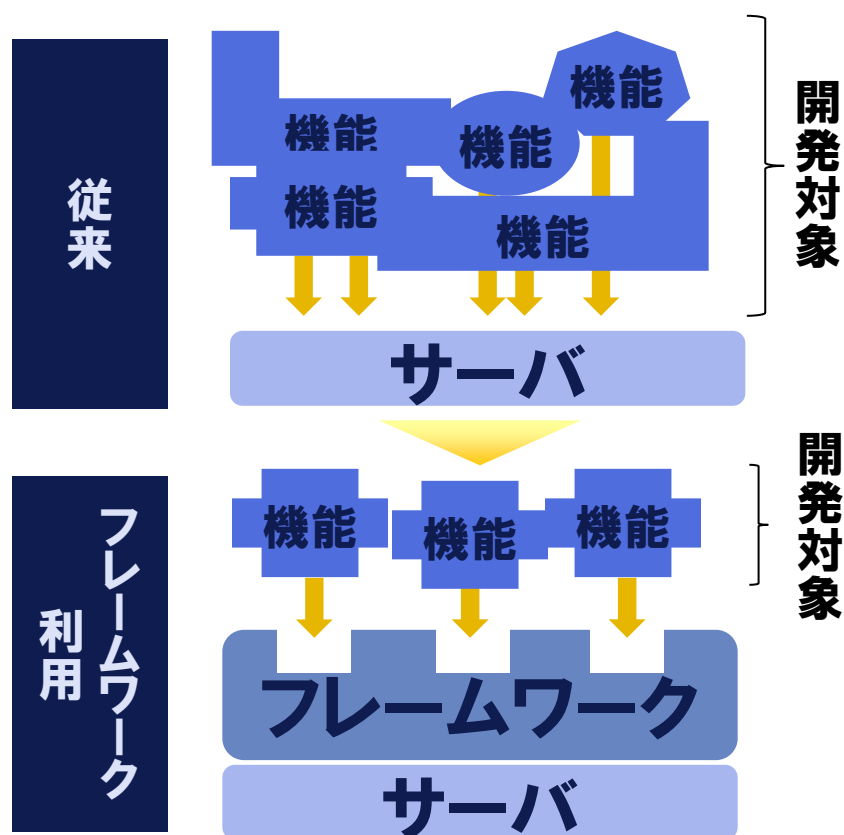 従来
機能
機能
機能
機能
機能
開発対象
サーバ
フレームワーク
利用
機能
機能
機能
開発対象
フレームワーク
サーバ